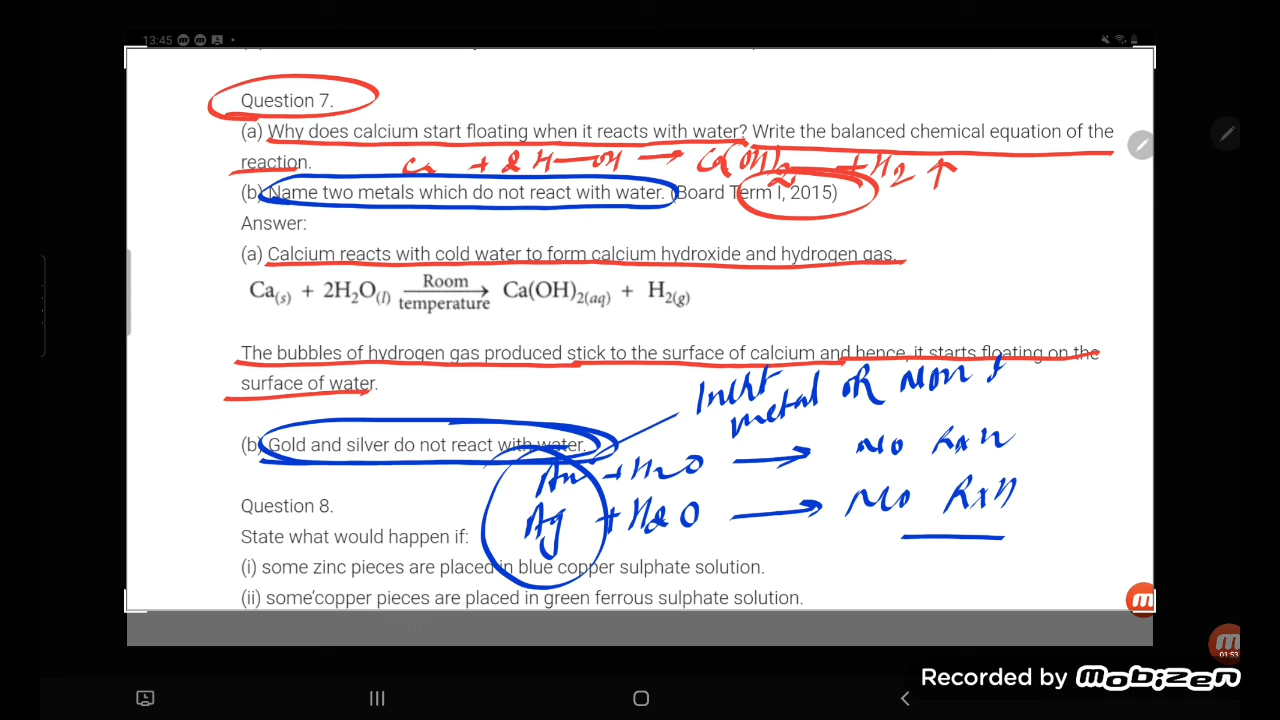 13:45
Question 7.
(a) Why does calcium start floating when it reacts with water? Write the balanced chemical equation of the
reaction.
Ca + 2H—OH → Ca(OH)2 + H2 ↑
(b) Name two metals which do not react with water. (Board Term I, 2015)
Answer:
(a) Calcium reacts with cold water to form calcium hydroxide and hydrogen gas.
Ca(s) + 2H2O(l) Room temperature → Ca(OH)2(aq) + H2(g)
The bubbles of hydrogen gas produced stick to the surface of calcium and hence, it starts floating on the
surface of water.
Inert
metal OR Non
(b) Gold and silver do not react with water.
Au + H2O → No Rxn
Ag + H2O → No Rxn
Question 8.
State what would happen if:
(i) some zinc pieces are placed in blue copper sulphate solution.
(ii) some'copper pieces are placed in green ferrous sulphate solution.
01:53
Recorded by mobizen